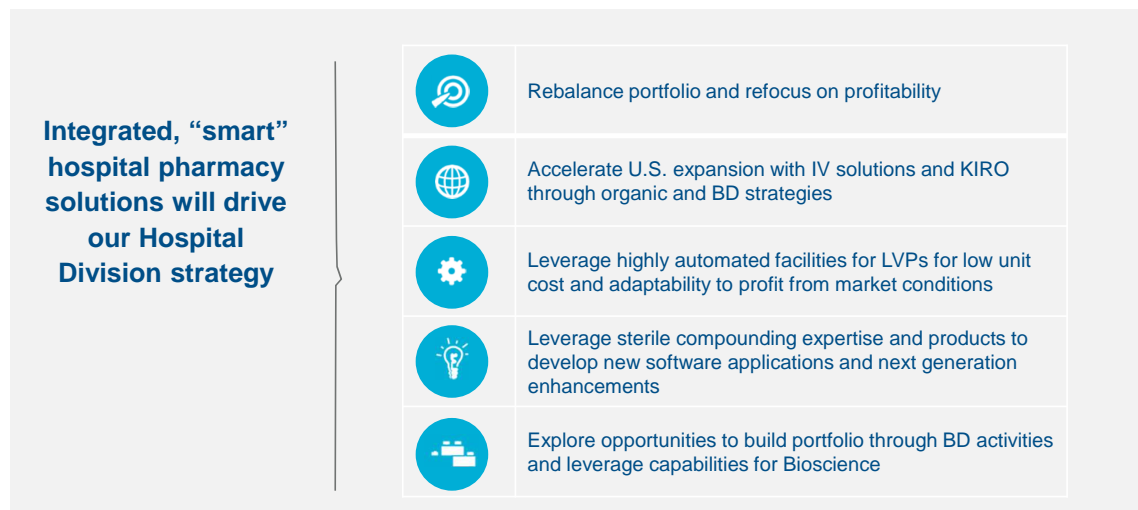 Integrated, “smart”
hospital pharmacy
solutions will drive
our Hospital
Division strategy
Rebalance portfolio and refocus on profitability
Accelerate U.S. expansion with IV solutions and KIRO
through organic and BD strategies
Leverage highly automated facilities for LVPs for low unit
cost and adaptability to profit from market conditions
Leverage sterile compounding expertise and products to
develop new software applications and next generation
enhancements
Explore opportunities to build portfolio through BD activities
and leverage capabilities for Bioscience